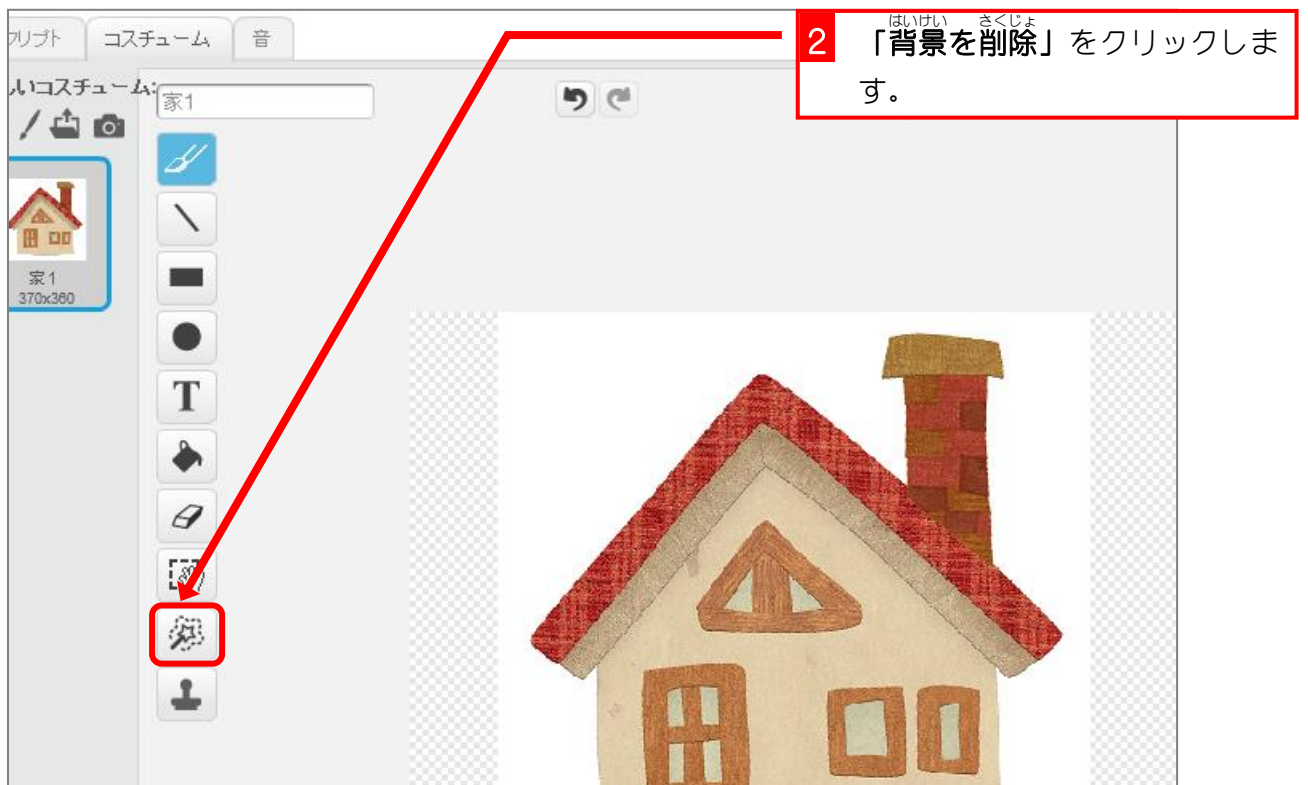 クリプト
コスチューム
音
はいけい さくじょ
2 「背景を削除」をクリックしま
す。
しいコスチューム:
家1
T
家1
370x360